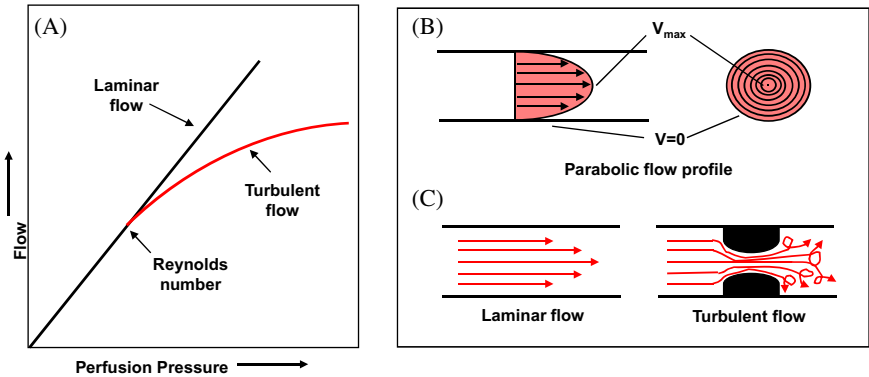 (A)
Laminar
flow
Turbulent
flow
Reynolds
number
Flow
Perfusion Pressure
(B)
Vmax
V=0
Parabolic flow profile
(C)
Laminar flow
Turbulent flow